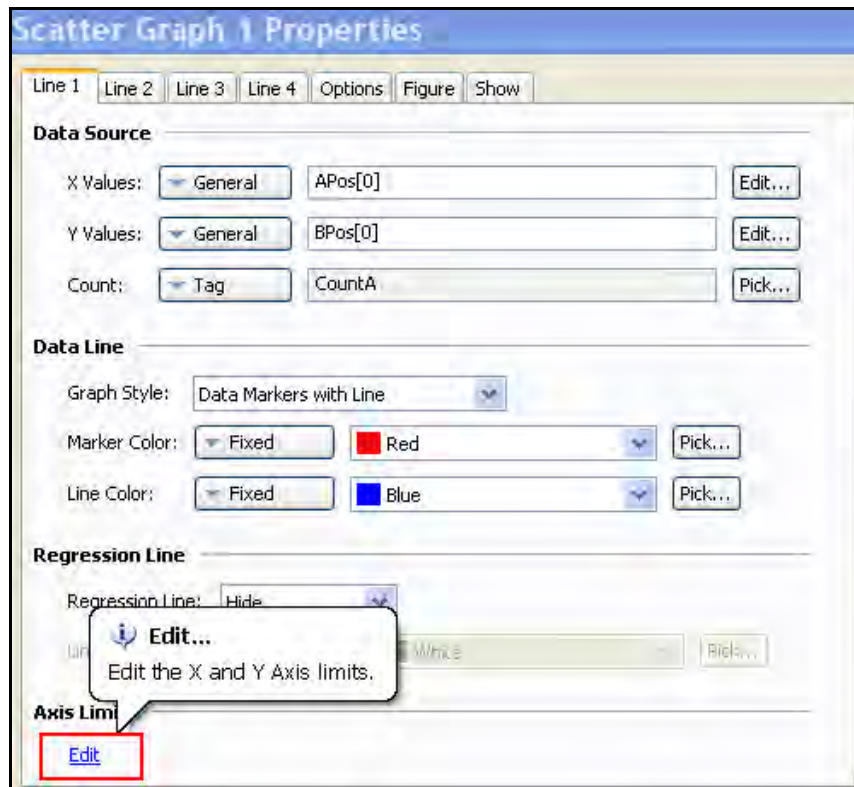 Scatter Graph 1 Properties
Line 1 Line 2 Line 3 Line 4 Options Figure Show
Data Source
X Values: General APos[0] Edit...
Y Values: General BPos[0] Edit...
Count: Tag CountA Pick...
Data Line
Graph Style: Data Markers with Line
Marker Color: Fixed Red Pick...
Line Color: Fixed Blue Pick...
Regression Line
Regression Line: Hide
White Pick...
Edit...
Edit the X and Y Axis limits.
Axis Limi
Edit